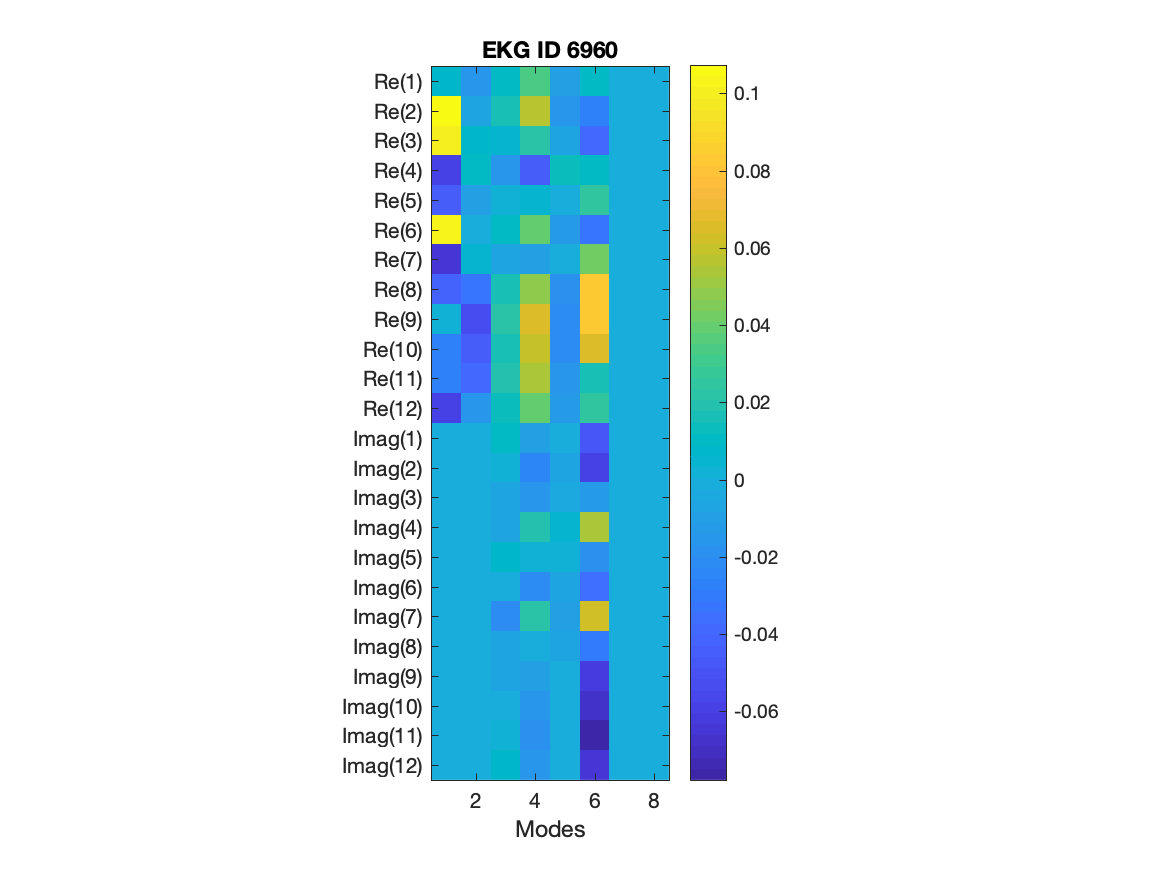 EKG ID 6960
Re(1)
Re(2)
Re(3)
Re(4)
Re(5)
Re(6)
Re(7)
Re(8)
Re(9)
Re(10)
Re(11)
Re(12)
Imag(1)
Imag(2)
Imag(3)
Imag(4)
Imag(5)
Imag(6)
Imag(7)
Imag(8)
Imag(9)
Imag(10)
Imag(11)
Imag(12)
2 4 6 8
Modes
0.1
0.08
0.06
0.04
0.02
0
-0.02
-0.04
-0.06